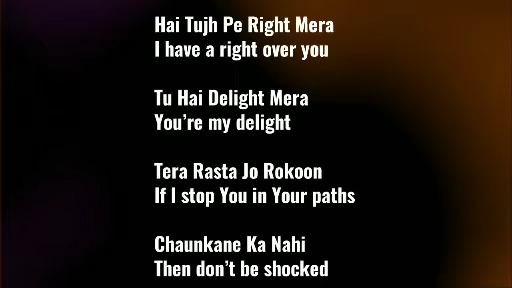 Hai Tujh Pe Right Mera
I have a right over you
Tu Hai Delight Mera
You're my delight
Tera Rasta Jo Rokoon
If I stop You in Your paths
Chaunkane Ka Nahi
Then don't be shocked